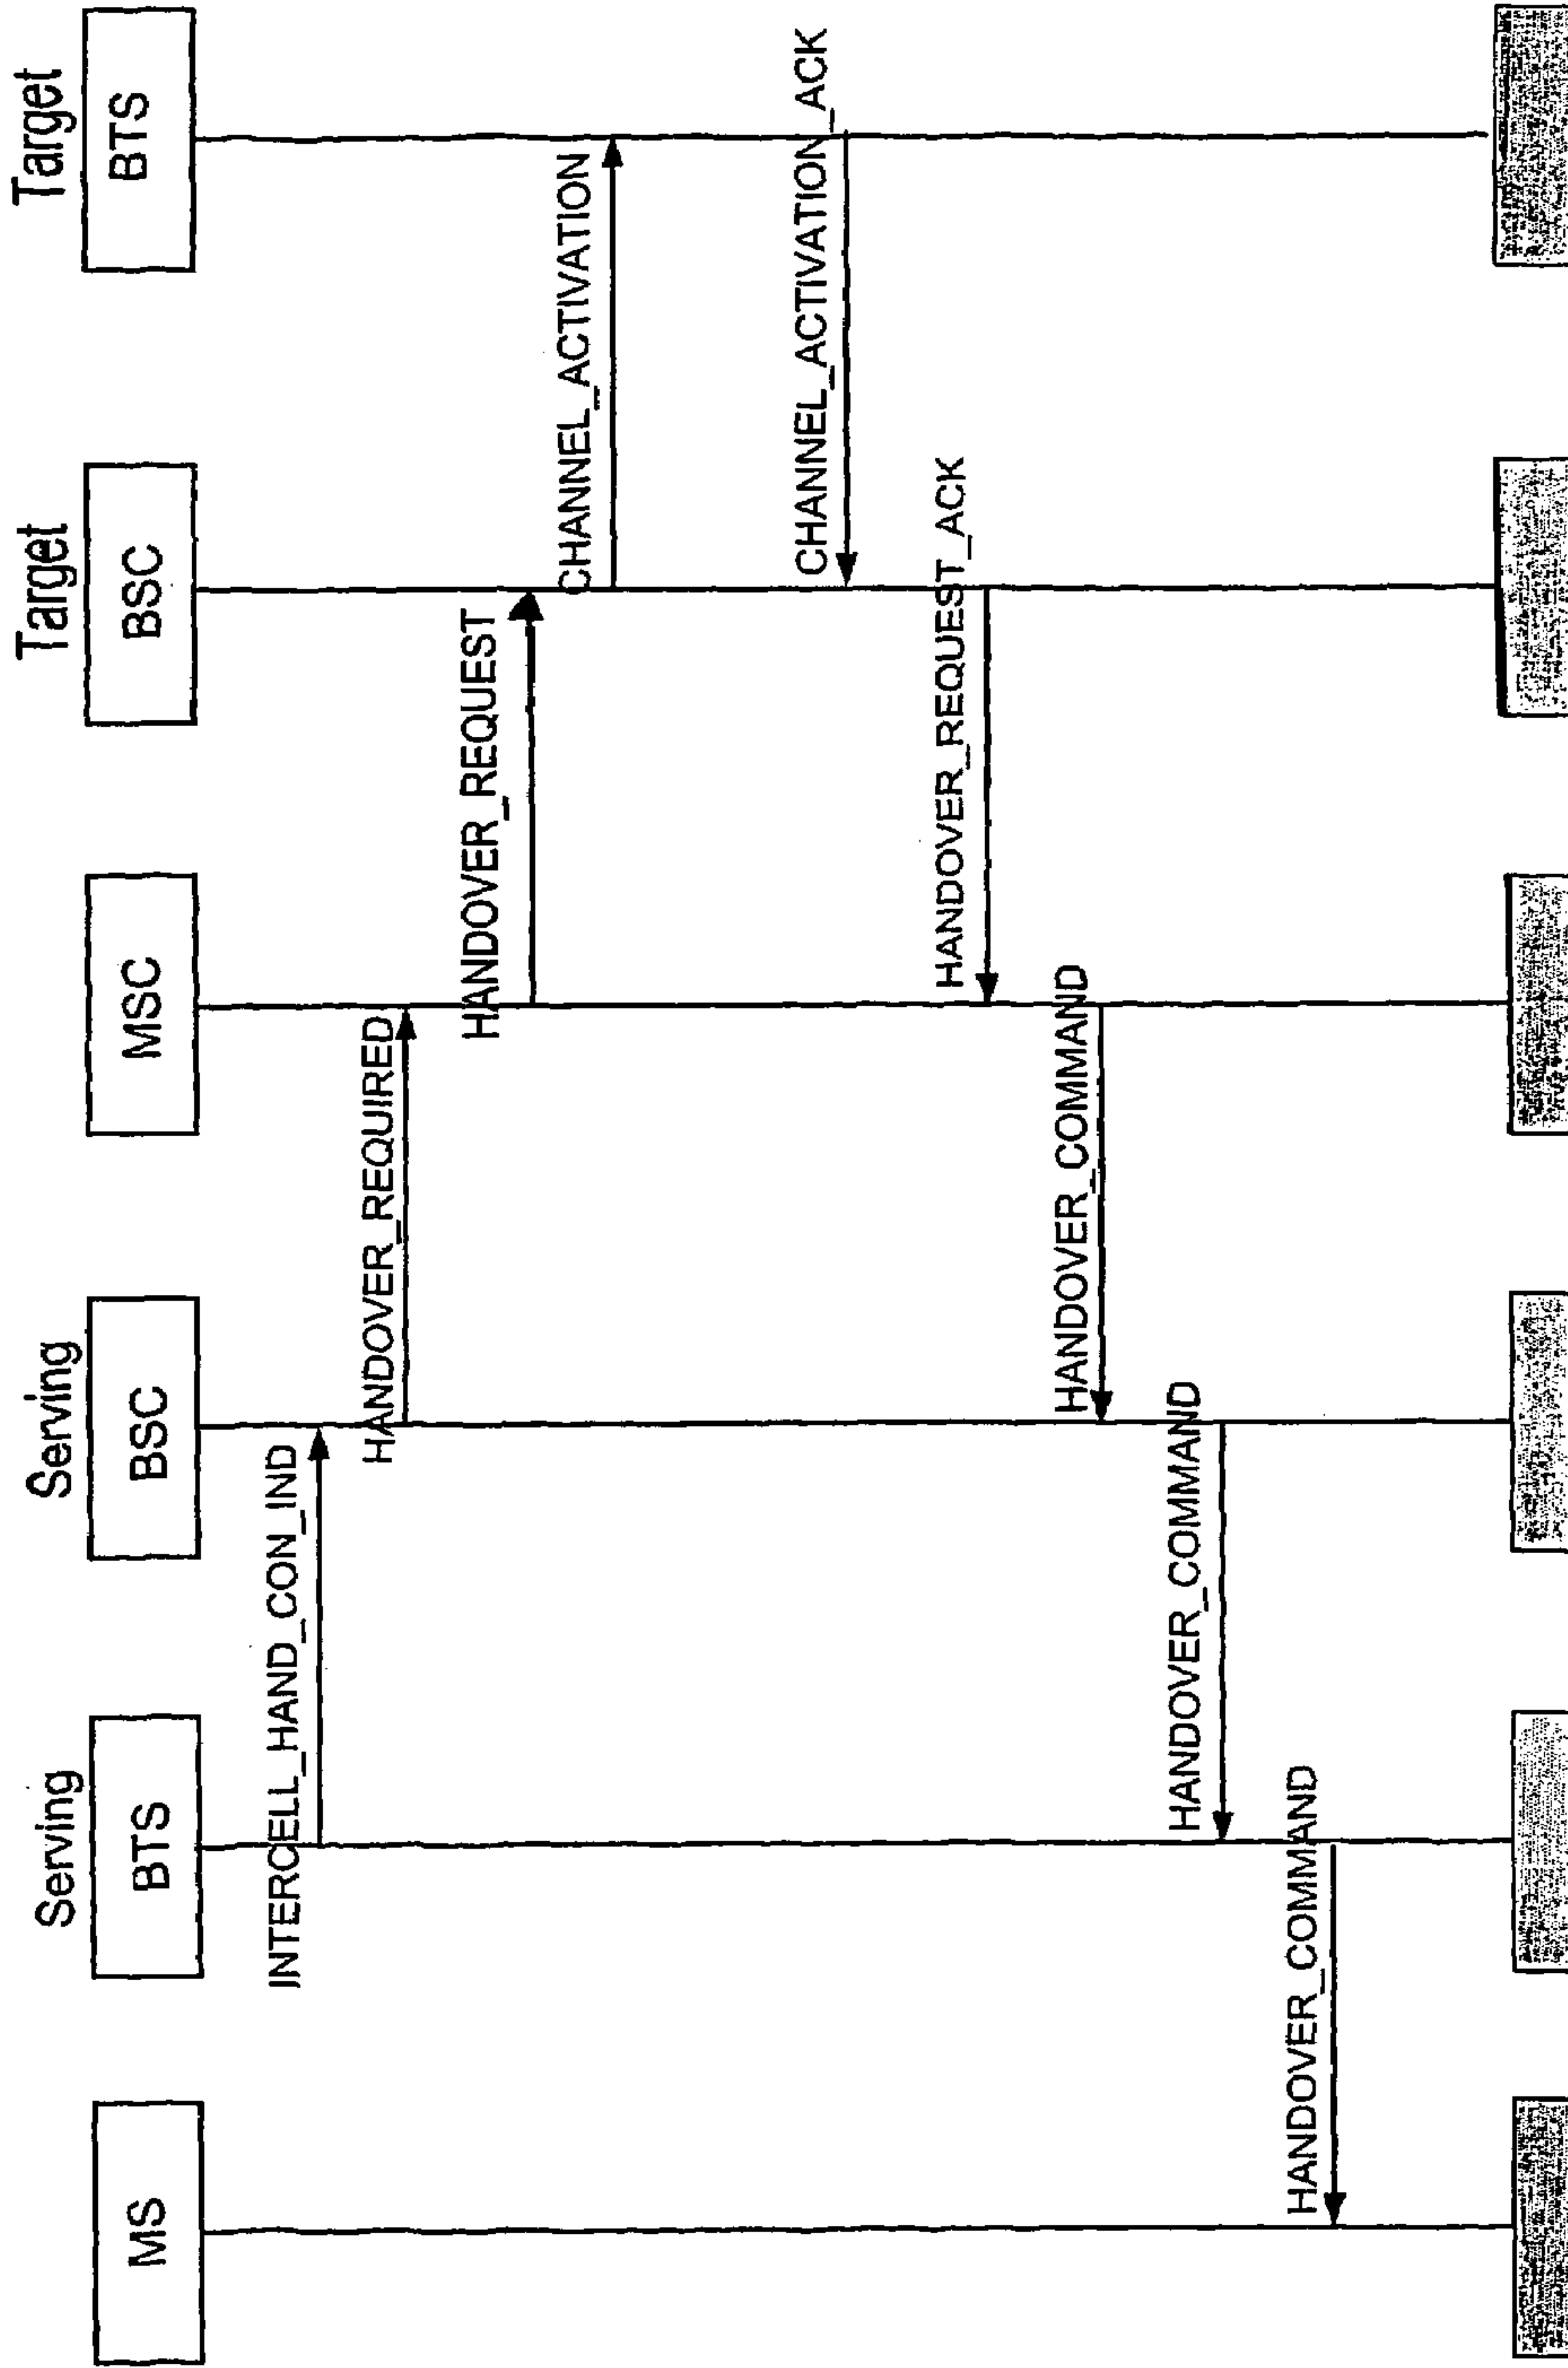 Serving
Serving
Target
Target
MS
BTS
BSC
MSC
BSC
BTS
INTERCELL_HAND_CON_IND
HANDOVER_REQUIRED
HANDOVER_REQUEST
CHANNEL_ACTIVATION
CHANNEL_ACTIVATION_ACK
HANDOVER_REQUEST_ACK
HANDOVER_COMMAND
HANDOVER_COMMAND
HANDOVER_COMMAND